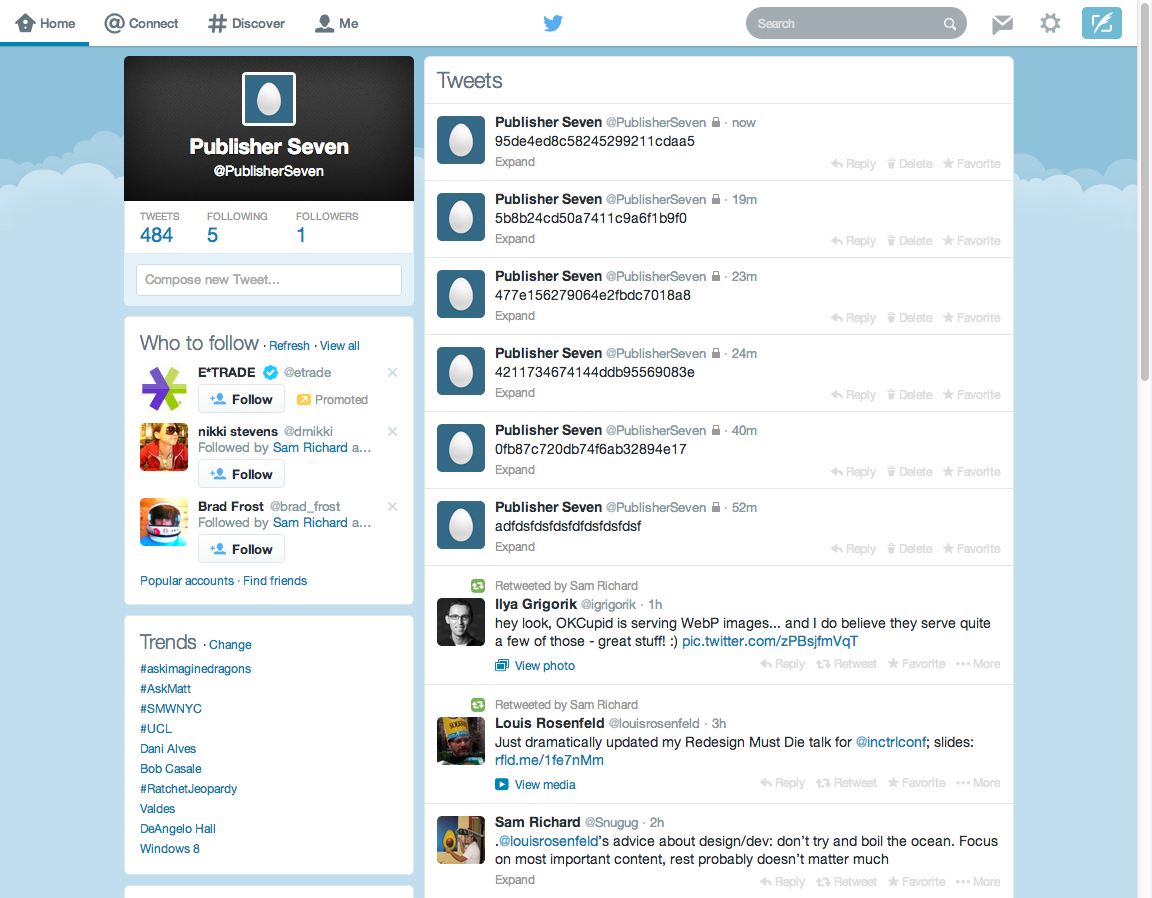 Home
Connect
Discover
Me
Search
Publisher Seven
@PublisherSeven
TWEETS FOLLOWING FOLLOWERS
484 5 1
Compose new Tweet...
Who to follow · Refresh · View all
E*TRADE @etrade
Follow Promoted
nikki stevens @drnikki
Followed by Sam Richard a...
Follow
Brad Frost @brad_frost
Followed by Sam Richard a...
Follow
Popular accounts · Find friends
Trends · Change
#askimaginedragons
#AskMatt
#SMWNYC
#UCL
Dani Alves
Bob Casale
#RatchetJeopardy
Valdes
DeAngelo Hall
Windows 8
Tweets
Publisher Seven @PublisherSeven · now
95de4ed8c58245299211cdaa5
Expand Reply Delete Favorite
Publisher Seven @PublisherSeven · 19m
5b8b24cd50a7411c9a6f1b9f0
Expand Reply Delete Favorite
Publisher Seven @PublisherSeven · 23m
477e156279064e2fbdc7018a8
Expand Reply Delete Favorite
Publisher Seven @PublisherSeven · 24m
4211734674144ddb95569083e
Expand Reply Delete Favorite
Publisher Seven @PublisherSeven · 40m
0fb87c720db74f6ab32894e17
Expand Reply Delete Favorite
Publisher Seven @PublisherSeven · 52m
adfdsfdsfdsfdfdsfdsfdsf
Expand Reply Delete Favorite
Retweeted by Sam Richard
Ilya Grigorik @igrigorik · 1h
hey look, OKCupid is serving WebP images... and I do believe they serve quite
a few of those - great stuff! :) pic.twitter.com/zPBsjfmVqT
View photo Reply Retweet Favorite More
Retweeted by Sam Richard
Louis Rosenfeld @louisrosenfeld · 3h
Just dramatically updated my Redesign Must Die talk for @inctrlconf; slides:
rfld.me/1fe7nMm
View media Reply Retweet Favorite More
Sam Richard @Snugug · 2h
.@louisrosenfeld's advice about design/dev: don't try and boil the ocean. Focus
on most important content, rest probably doesn't matter much
Expand Reply Retweet Favorite More